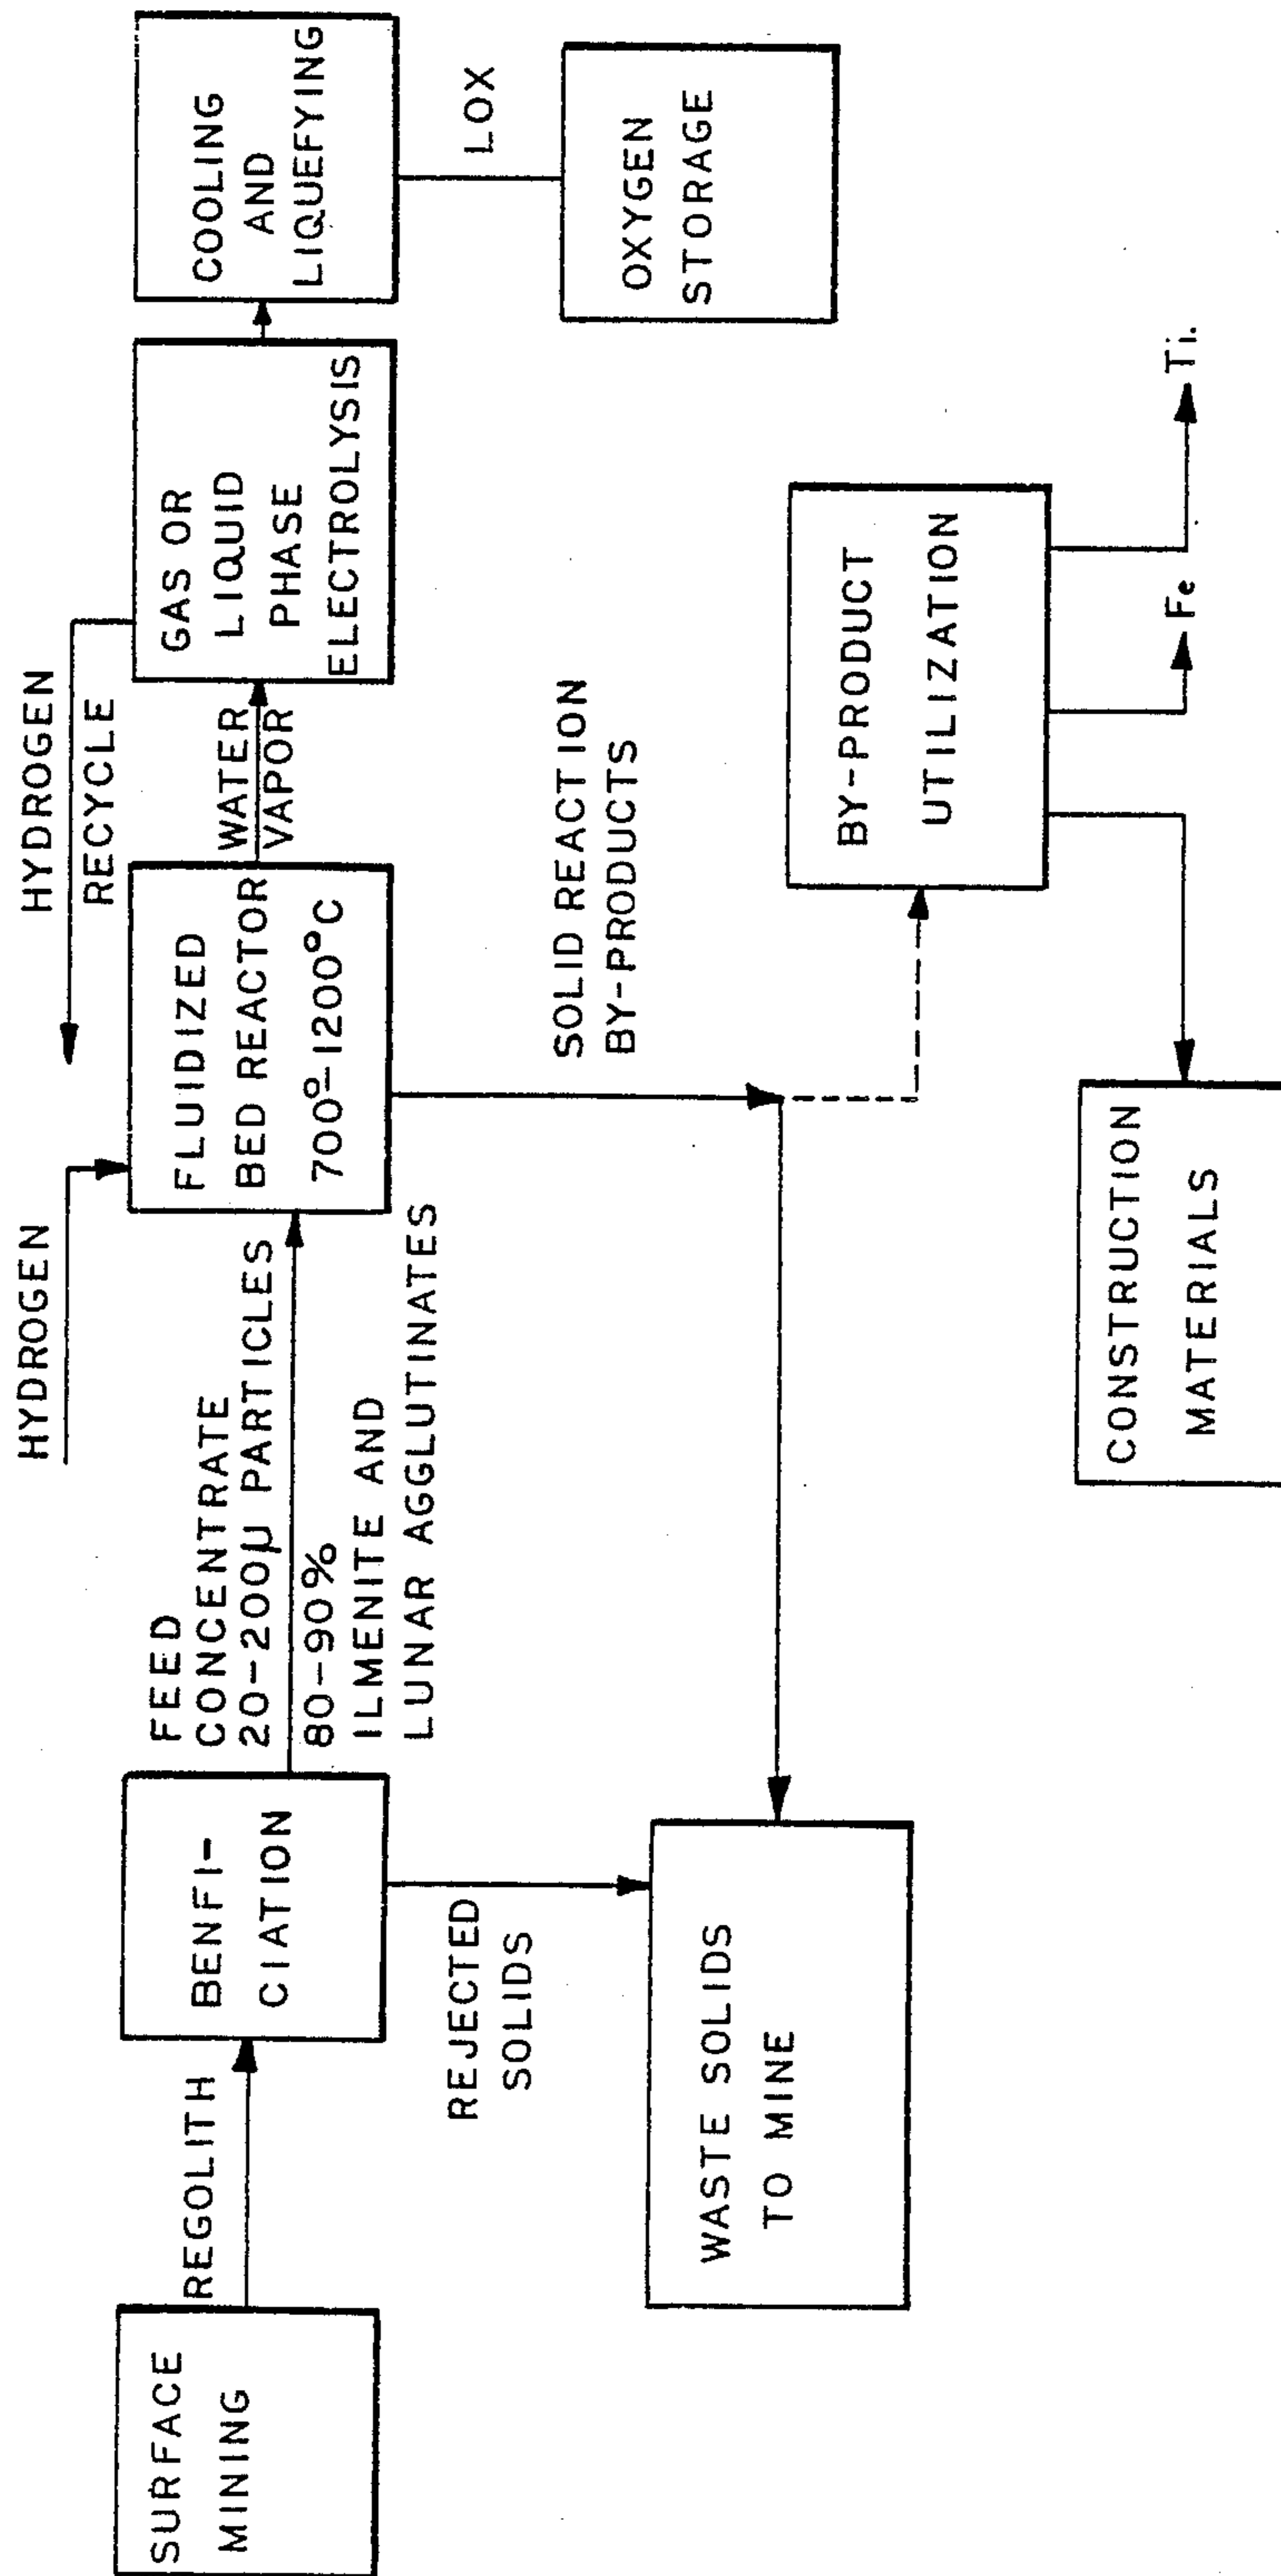 SURFACE
MINING
REGOLITH
BENFI-
CIATION
REJECTED
SOLIDS
WASTE SOLIDS
TO MINE
FEED
CONCENTRATE
20-200µ PARTICLES
80-90%
ILMENITE AND
LUNAR AGGLUTINATES
HYDROGEN
FLUIDIZED
BED REACTOR
700°-1200°C
HYDROGEN
RECYCLE
WATER
VAPOR
GAS OR
LIQUID
PHASE
ELECTROLYSIS
COOLING
AND
LIQUEFYING
LOX
OXYGEN
STORAGE
SOLID REACTION
BY-PRODUCTS
BY-PRODUCT
UTILIZATION
CONSTRUCTION
MATERIALS
Fe
Ti.